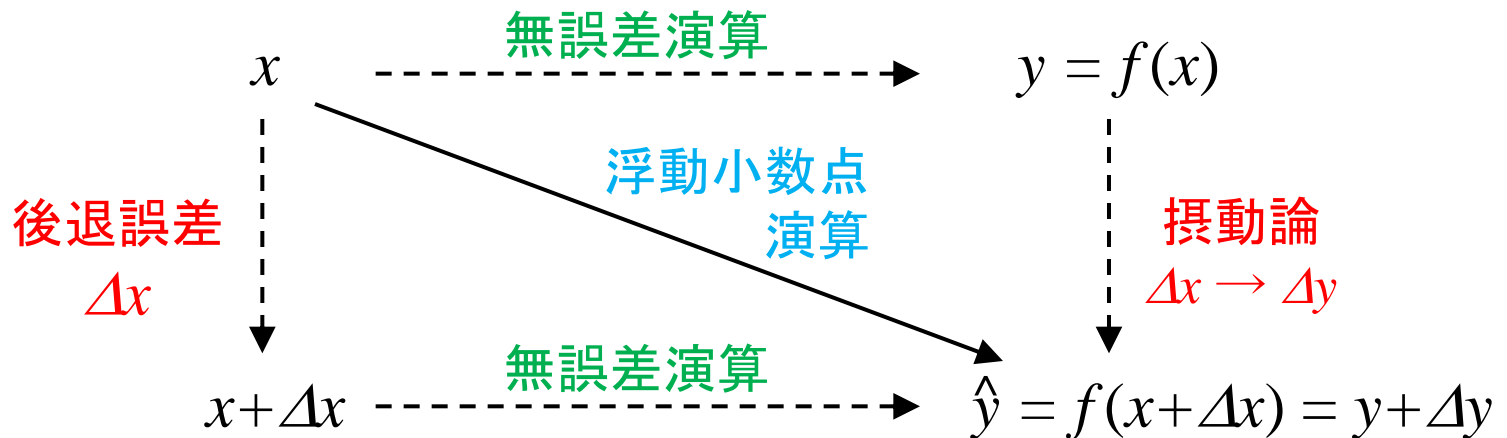 無誤差演算
x
y = f(x)
浮動小数点
演算
後退誤差
Δx
摂動論
Δx → Δy
無誤差演算
x+Δx
ŷ = f(x+Δx) = y+Δy